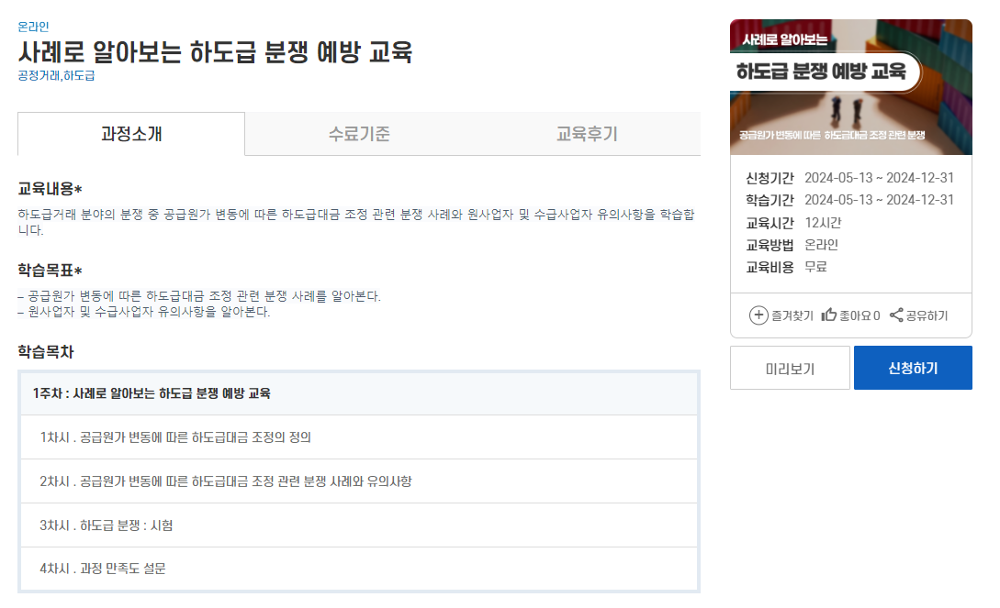 온라인
사례로 알아보는 하도급 분쟁 예방 교육
공정거래,하도급
과정소개
수료기준
교육후기
교육내용*
하도급거래 분야의 분쟁 중 공급원가 변동에 따른 하도급대금 조정 관련 분쟁 사례와 원사업자 및 수급사업자 유의사항을 학습합
니다.
학습목표*
– 공급원가 변동에 따른 하도급대금 조정 관련 분쟁 사례를 알아본다.
– 원사업자 및 수급사업자 유의사항을 알아본다.
학습목차
1주차 : 사례로 알아보는 하도급 분쟁 예방 교육
1차시 . 공급원가 변동에 따른 하도급대금 조정의 정의
2차시 . 공급원가 변동에 따른 하도급대금 조정 관련 분쟁 사례와 유의사항
3차시 . 하도급 분쟁 : 시험
4차시 . 과정 만족도 설문
사례로 알아보는
하도급 분쟁 예방 교육
공급원가 변동에 따른 하도급대금 조정 관련 분쟁
신청기간 2024-05-13 ~ 2024-12-31
학습기간 2024-05-13 ~ 2024-12-31
교육시간 12시간
교육방법 온라인
교육비용 무료
즐겨찾기 좋아요 0 공유하기
미리보기
신청하기